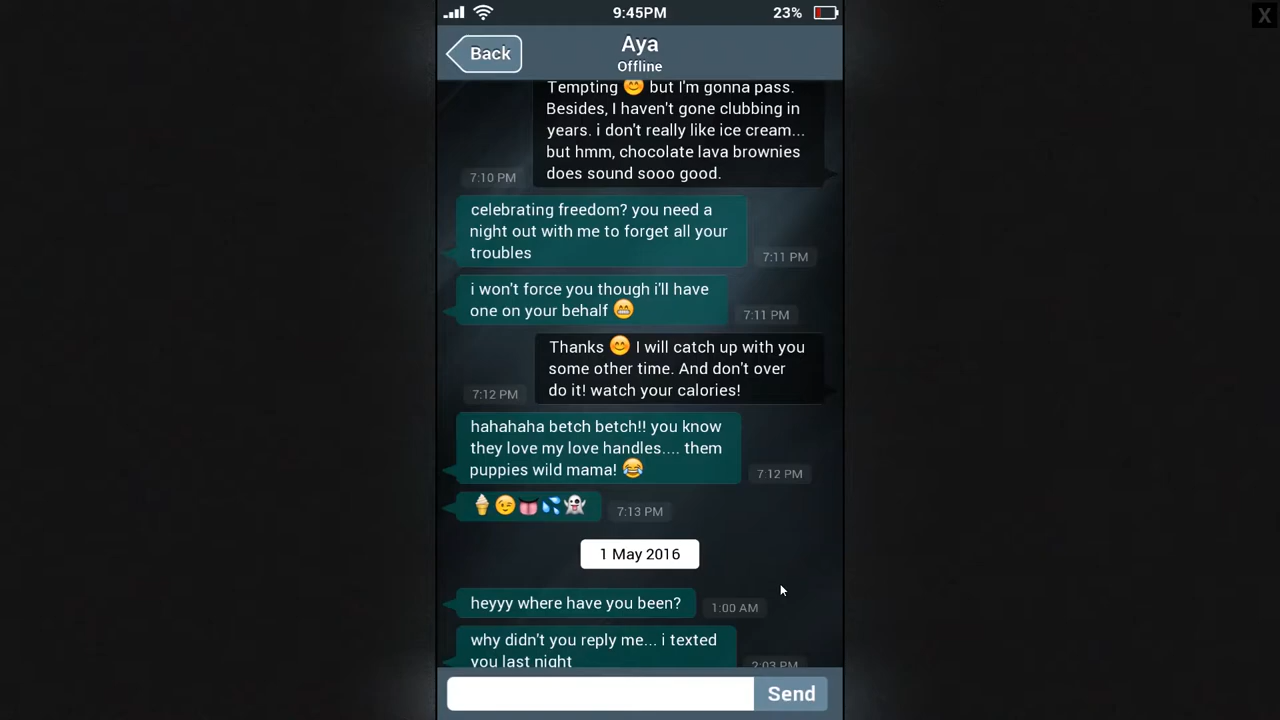 9:45PM
23%
X
Back
Aya
Offline
Tempting 😊 but I'm gonna pass.
Besides, I haven't gone clubbing in
years. i don't really like ice cream...
but hmm, chocolate lava brownies
does sound sooo good.
7:10 PM
celebrating freedom? you need a
night out with me to forget all your
troubles
7:11 PM
i won't force you though i'll have
one on your behalf 😁
7:11 PM
Thanks 😊 I will catch up with you
some other time. And don't over
do it! watch your calories!
7:12 PM
hahahaha betch betch!! you know
they love my love handles.... them
puppies wild mama! 😂
7:12 PM
🍦😉👅💦👻
7:13 PM
1 May 2016
heyyy where have you been?
1:00 AM
why didn't you reply me... i texted
you last night
2:03 PM
Send